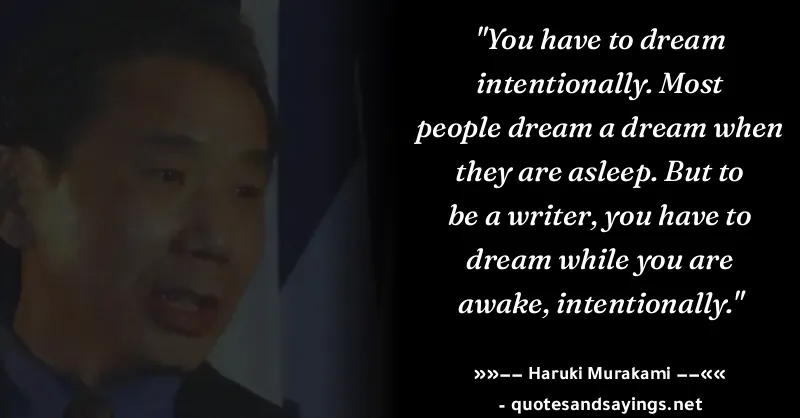 "You have to dream
intentionally. Most
people dream a dream when
they are asleep. But to
be a writer, you have to
dream while you are
awake, intentionally."
»»−− Haruki Murakami −−««
- quotesandsayings.net